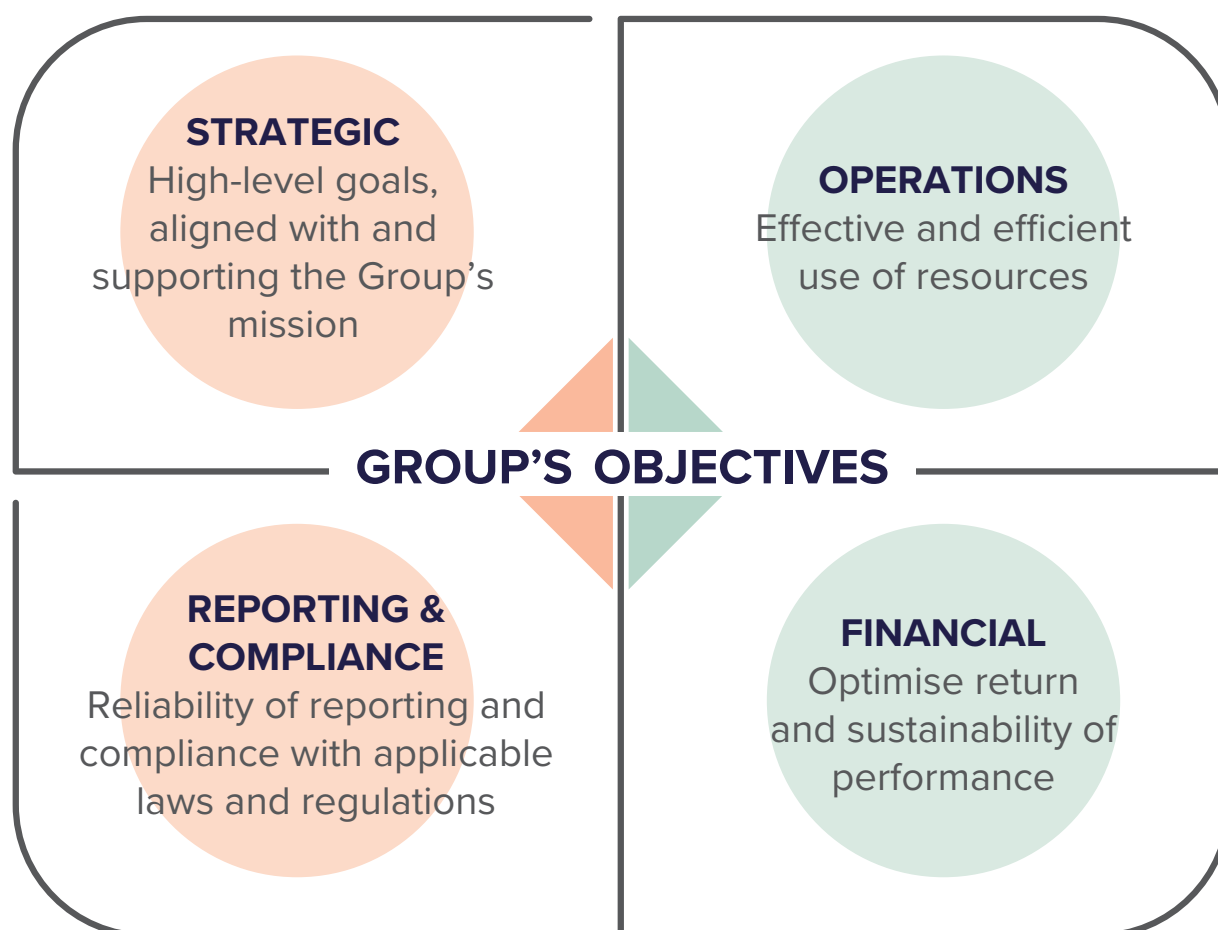 STRATEGIC
High-level goals,
aligned with and
supporting the Group’s
mission
OPERATIONS
Effective and efficient
use of resources
GROUP’S OBJECTIVES
REPORTING &
COMPLIANCE
Reliability of reporting and
compliance with applicable
laws and regulations
FINANCIAL
Optimise return
and sustainability of
performance